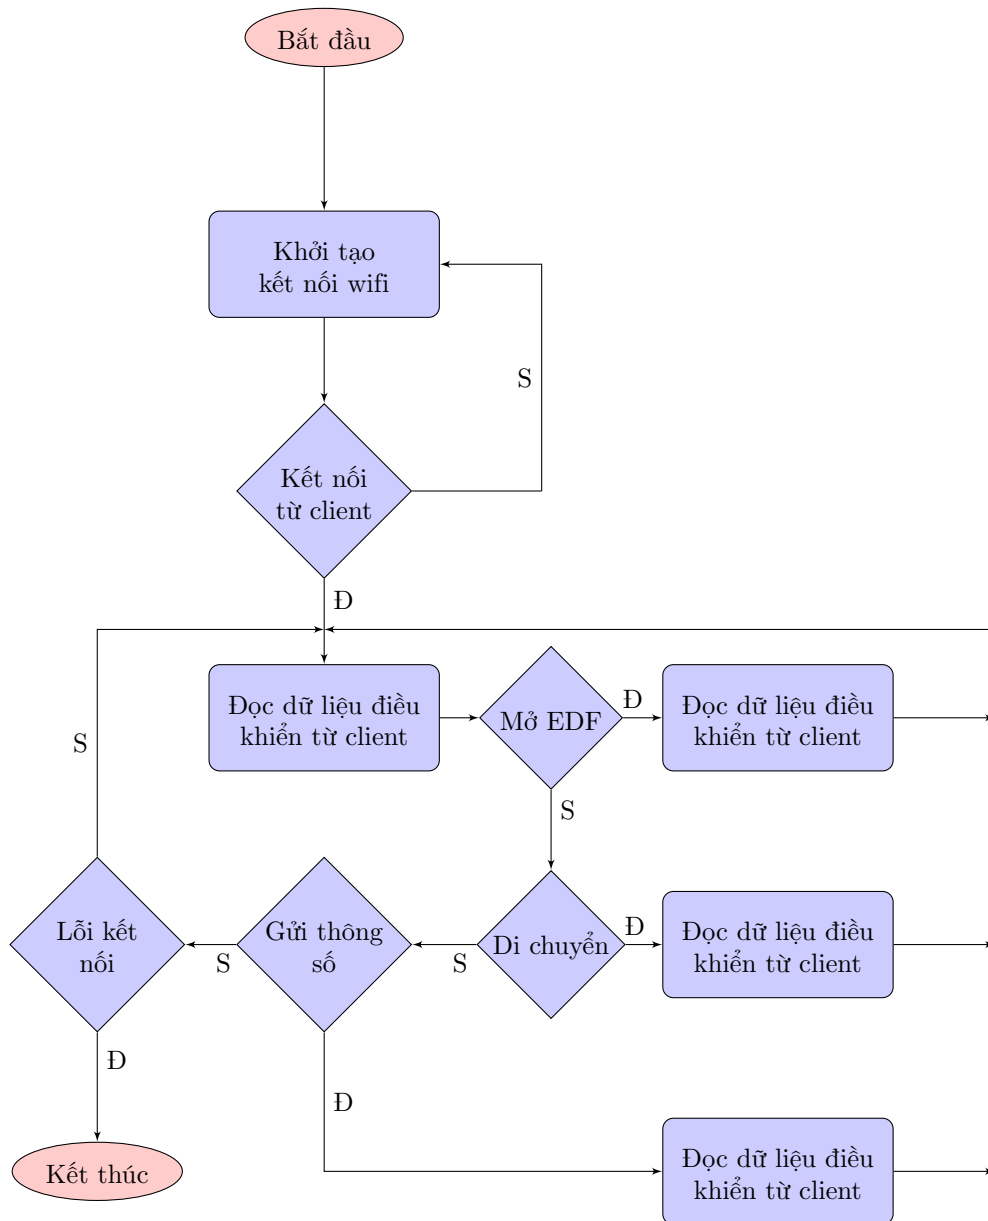 Bắt đầu
Khởi tạo
kết nối wifi
S
Kết nối
từ client
Đ
Đọc dữ liệu điều
khiển từ client
Mở EDF
Đ
Đọc dữ liệu điều
khiển từ client
S
S
Lỗi kết
nối
S
Gửi thông
số
S
Di chuyển
Đ
Đọc dữ liệu điều
khiển từ client
Đ
Đ
Kết thúc
Đọc dữ liệu điều
khiển từ client